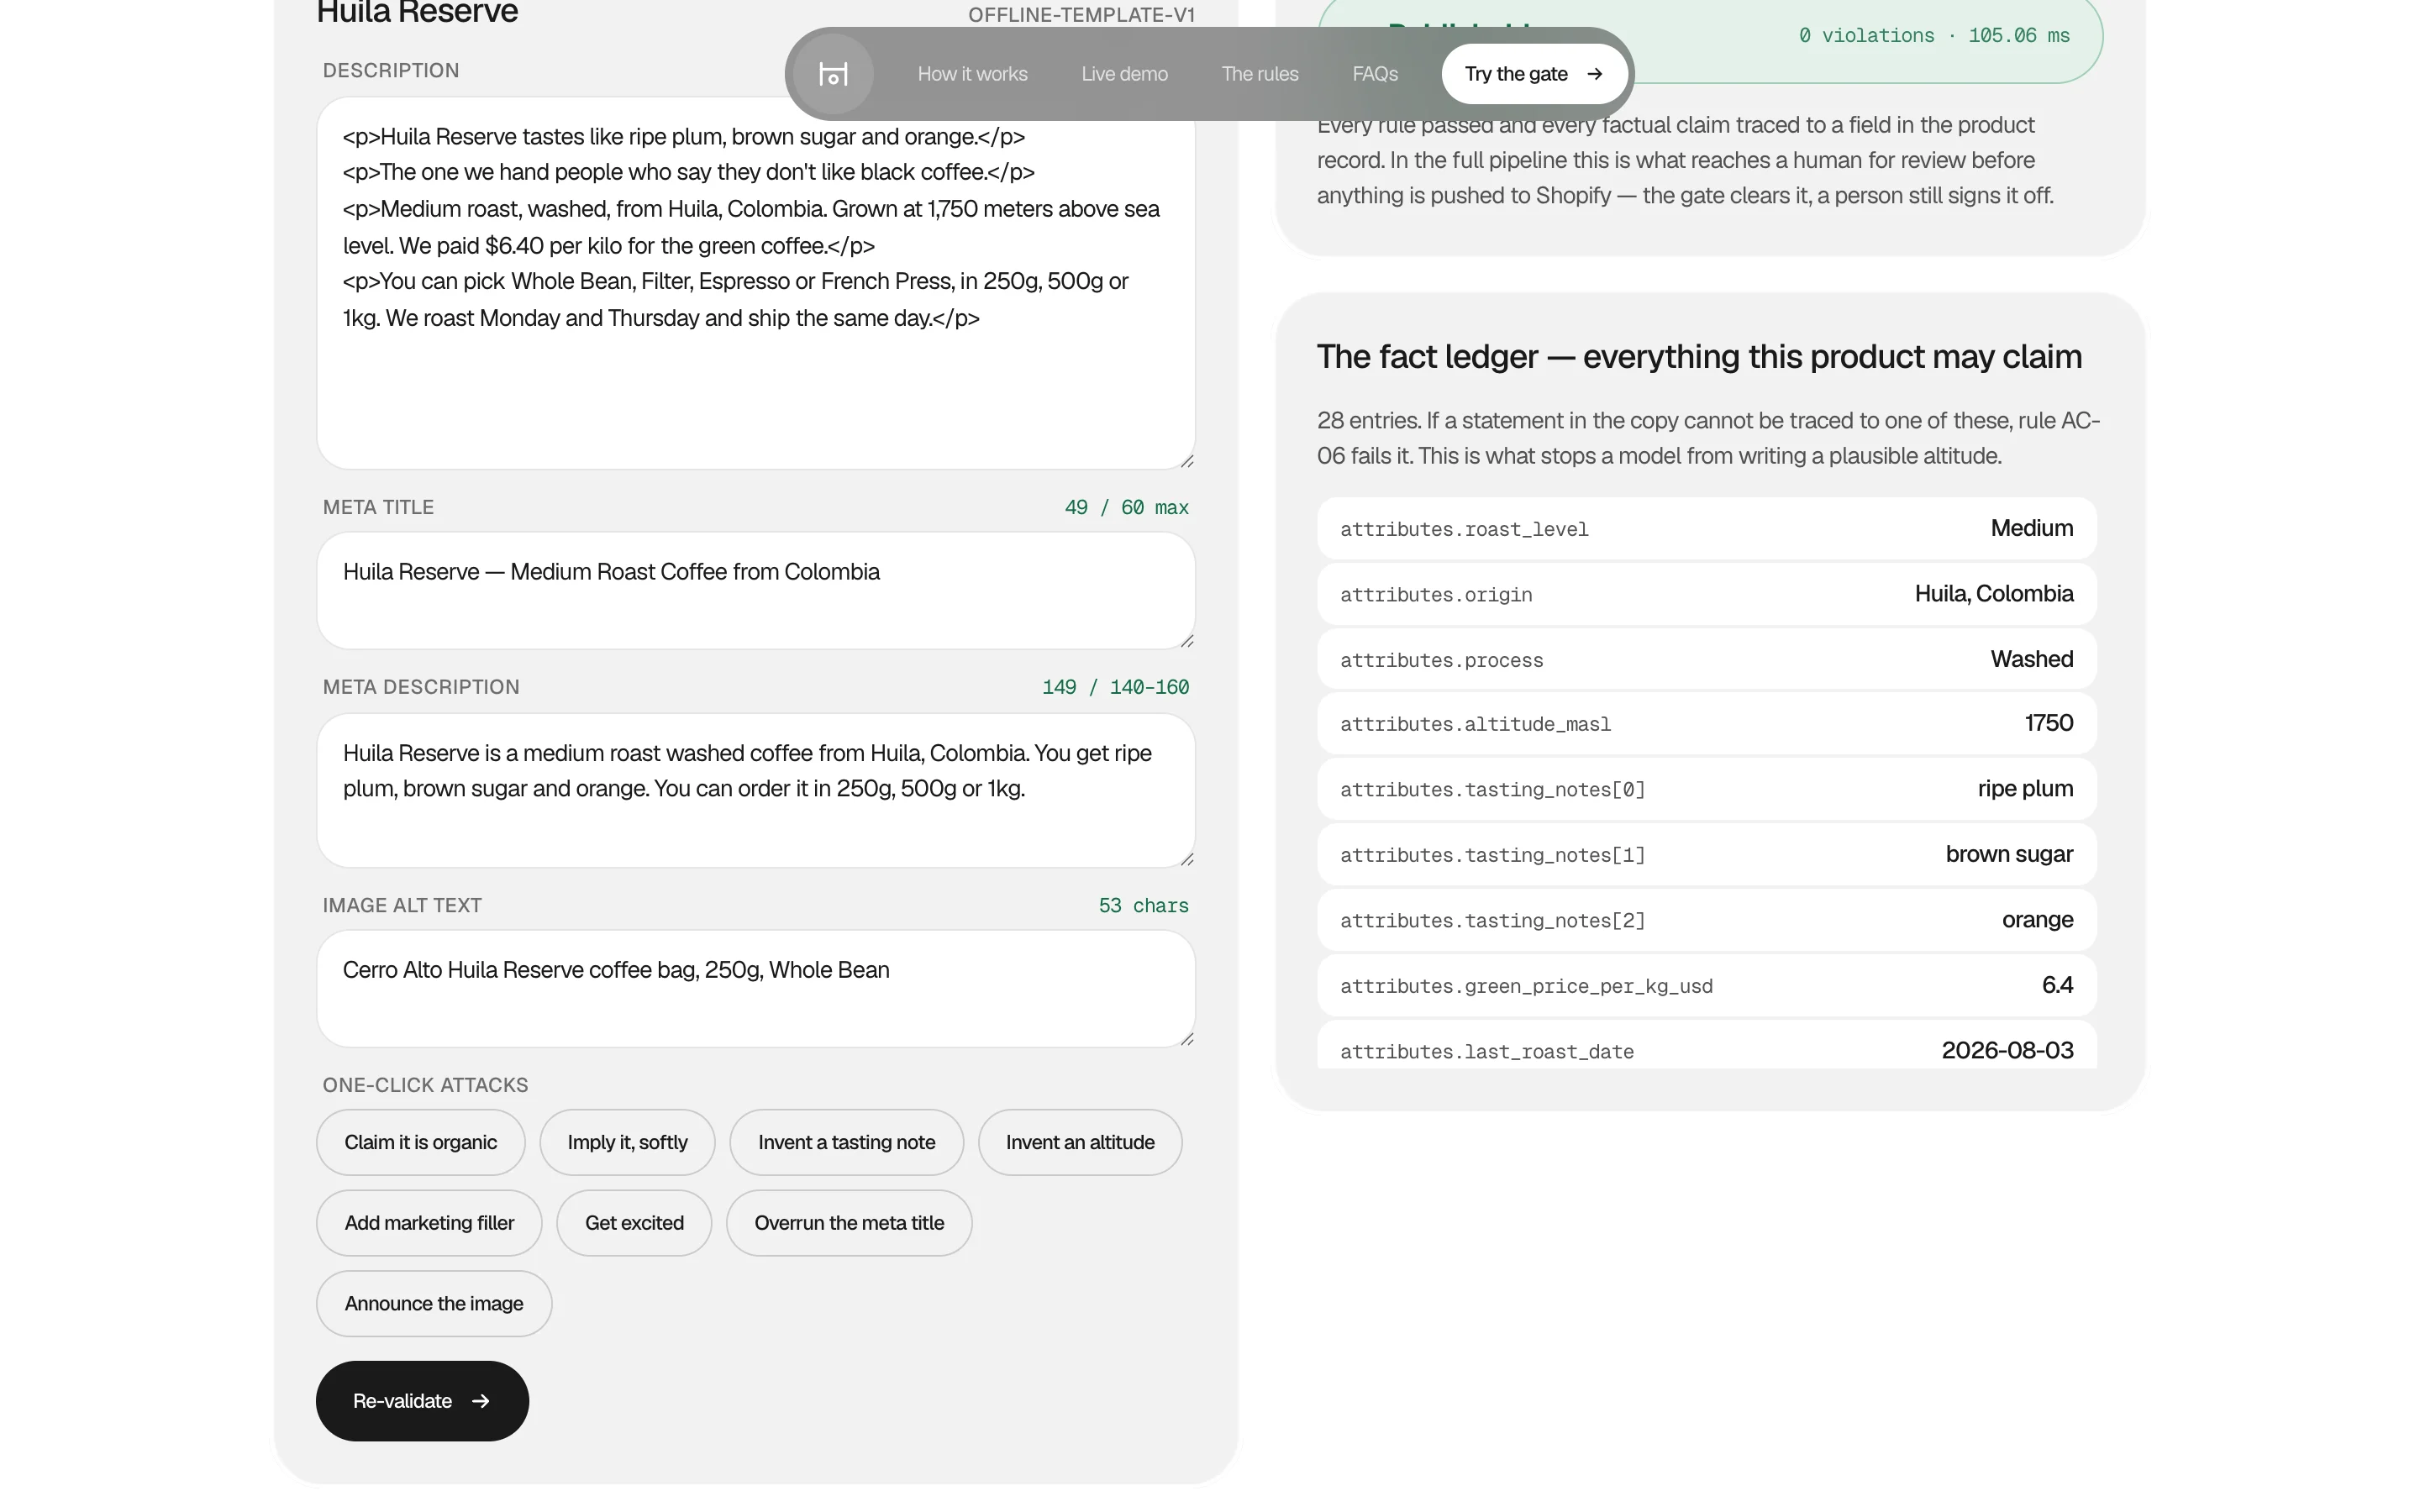 Huila Reserve
OFFLINE-TEMPLATE-V1
How it works
Live demo
The rules
FAQs
Try the gate →
DESCRIPTION
<p>Huila Reserve tastes like ripe plum, brown sugar and orange.</p>
<p>The one we hand people who say they don't like black coffee.</p>
<p>Medium roast, washed, from Huila, Colombia. Grown at 1,750 meters above sea
level. We paid $6.40 per kilo for the green coffee.</p>
<p>You can pick Whole Bean, Filter, Espresso or French Press, in 250g, 500g or
1kg. We roast Monday and Thursday and ship the same day.</p>
META TITLE
49 / 60 max
Huila Reserve — Medium Roast Coffee from Colombia
META DESCRIPTION
149 / 140–160
Huila Reserve is a medium roast washed coffee from Huila, Colombia. You get ripe
plum, brown sugar and orange. You can order it in 250g, 500g or 1kg.
IMAGE ALT TEXT
53 chars
Cerro Alto Huila Reserve coffee bag, 250g, Whole Bean
ONE-CLICK ATTACKS
Claim it is organic
Imply it, softly
Invent a tasting note
Invent an altitude
Add marketing filler
Get excited
Overrun the meta title
Announce the image
Re-validate →
0 violations · 105.06 ms
Every rule passed and every factual claim traced to a field in the product
record. In the full pipeline this is what reaches a human for review before
anything is pushed to Shopify — the gate clears it, a person still signs it off.
The fact ledger — everything this product may claim
28 entries. If a statement in the copy cannot be traced to one of these, rule AC-
06 fails it. This is what stops a model from writing a plausible altitude.
attributes.roast_level Medium
attributes.origin Huila, Colombia
attributes.process Washed
attributes.altitude_masl 1750
attributes.tasting_notes[0] ripe plum
attributes.tasting_notes[1] brown sugar
attributes.tasting_notes[2] orange
attributes.green_price_per_kg_usd 6.4
attributes.last_roast_date 2026-08-03